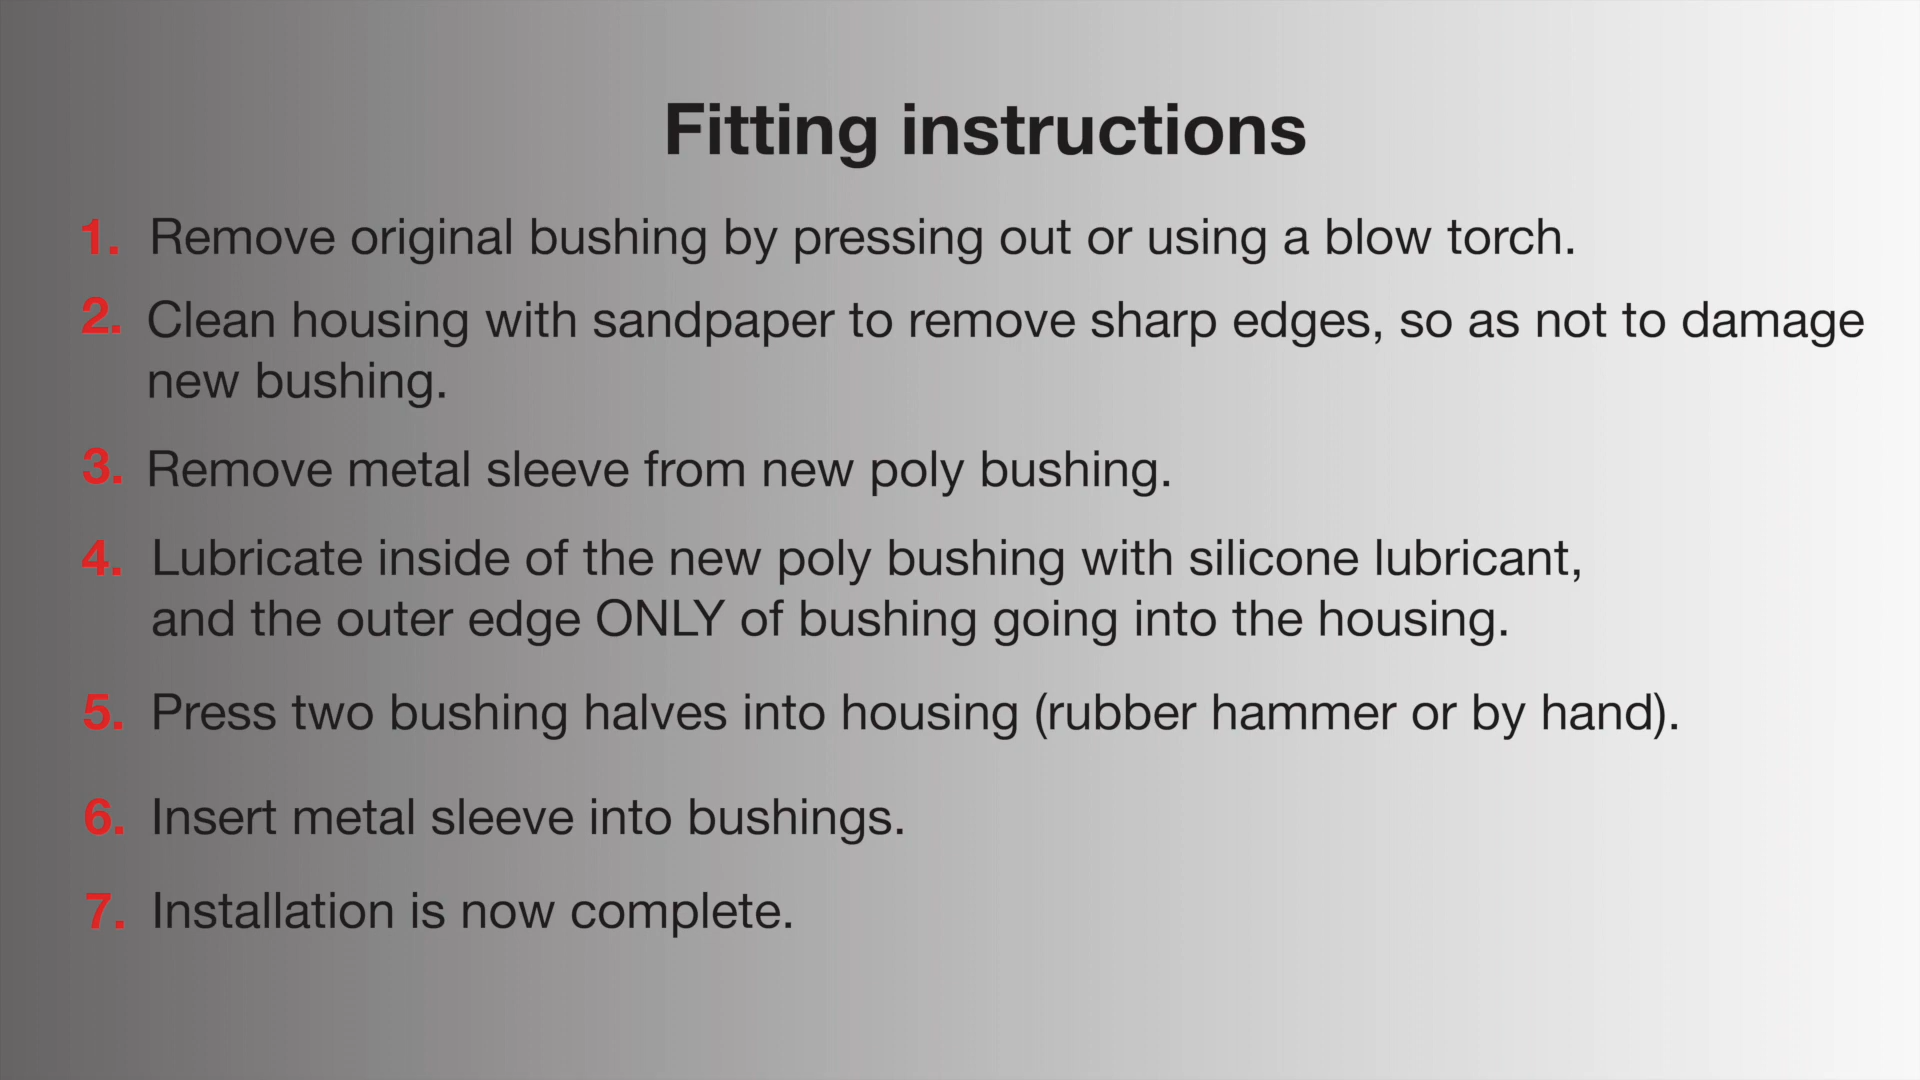 Fitting instructions
1. Remove original bushing by pressing out or using a blow torch.
2. Clean housing with sandpaper to remove sharp edges, so as not to damage
new bushing.
3. Remove metal sleeve from new poly bushing.
4. Lubricate inside of the new poly bushing with silicone lubricant,
and the outer edge ONLY of bushing going into the housing.
5. Press two bushing halves into housing (rubber hammer or by hand).
6. Insert metal sleeve into bushings.
7. Installation is now complete.